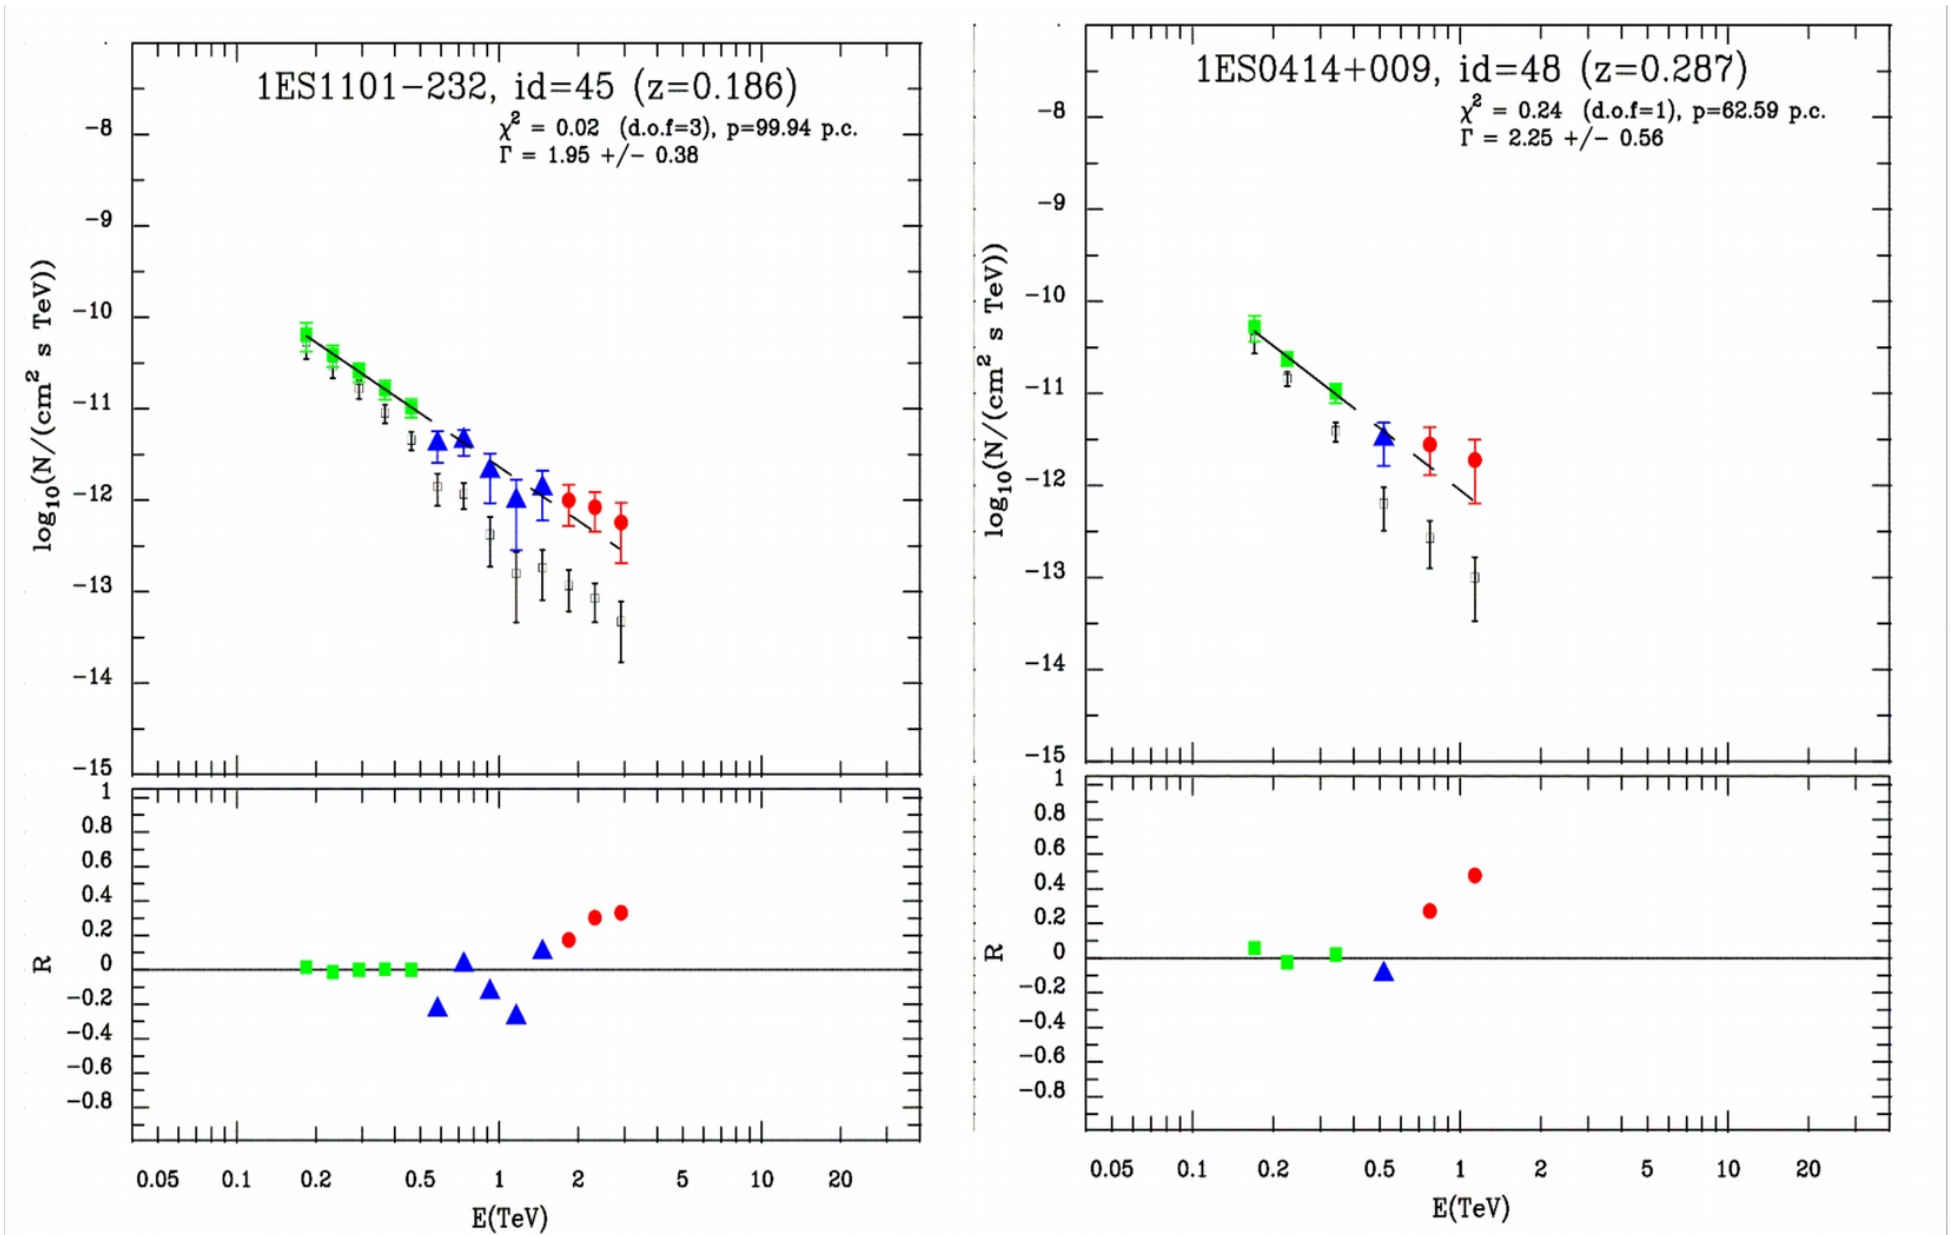 1ES1101−232, id=45 (z=0.186)
χ² = 0.02 (d.o.f=3), p=99.94 p.c.
Γ = 1.95 +/− 0.38
log₁₀(N/(cm² s TeV))
−8
−9
−10
−11
−12
−13
−14
−15
R
1
0.8
0.6
0.4
0.2
0
−0.2
−0.4
−0.6
−0.8
0.05 0.1 0.2 0.5 1 2 5 10 20
E(TeV)
1ES0414+009, id=48 (z=0.287)
χ² = 0.24 (d.o.f=1), p=62.59 p.c.
Γ = 2.25 +/− 0.56
log₁₀(N/(cm² s TeV))
−8
−9
−10
−11
−12
−13
−14
−15
R
1
0.8
0.6
0.4
0.2
0
−0.2
−0.4
−0.6
−0.8
0.05 0.1 0.2 0.5 1 2 5 10 20
E(TeV)